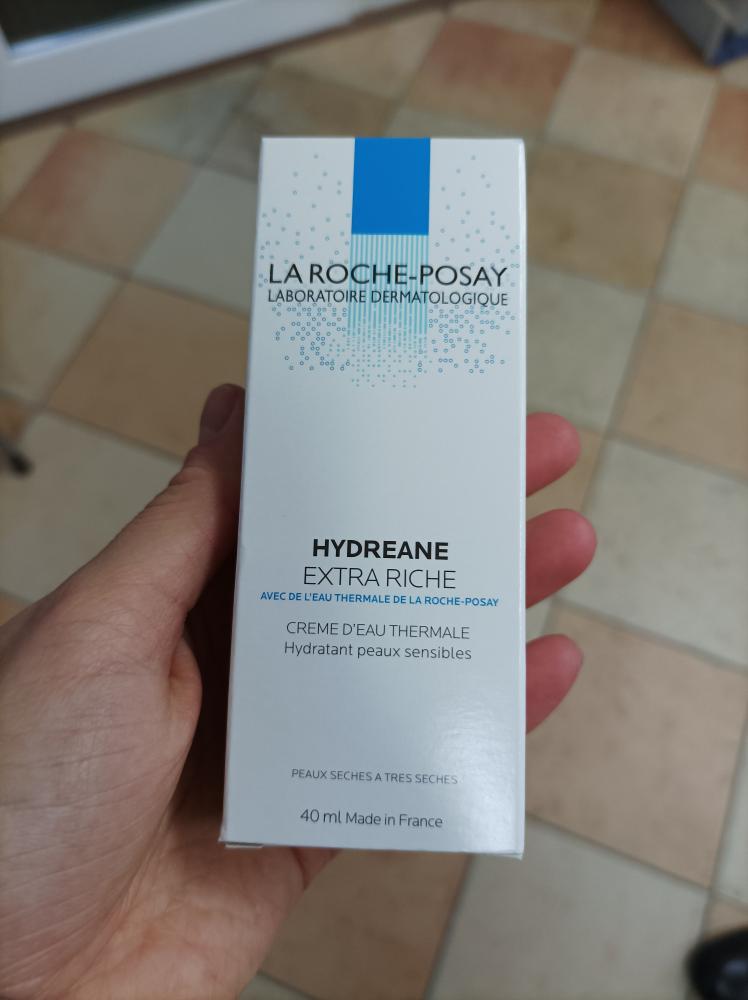 LA ROCHE-POSAY
LABORATOIRE DERMATOLOGIQUE
HYDREANE
EXTRA RICHE
AVEC DE L'EAU THERMALE DE LA ROCHE-POSAY
CREME D'EAU THERMALE
Hydratant peaux sensibles
PEAUX SECHES A TRES SECHES
40 ml Made in France